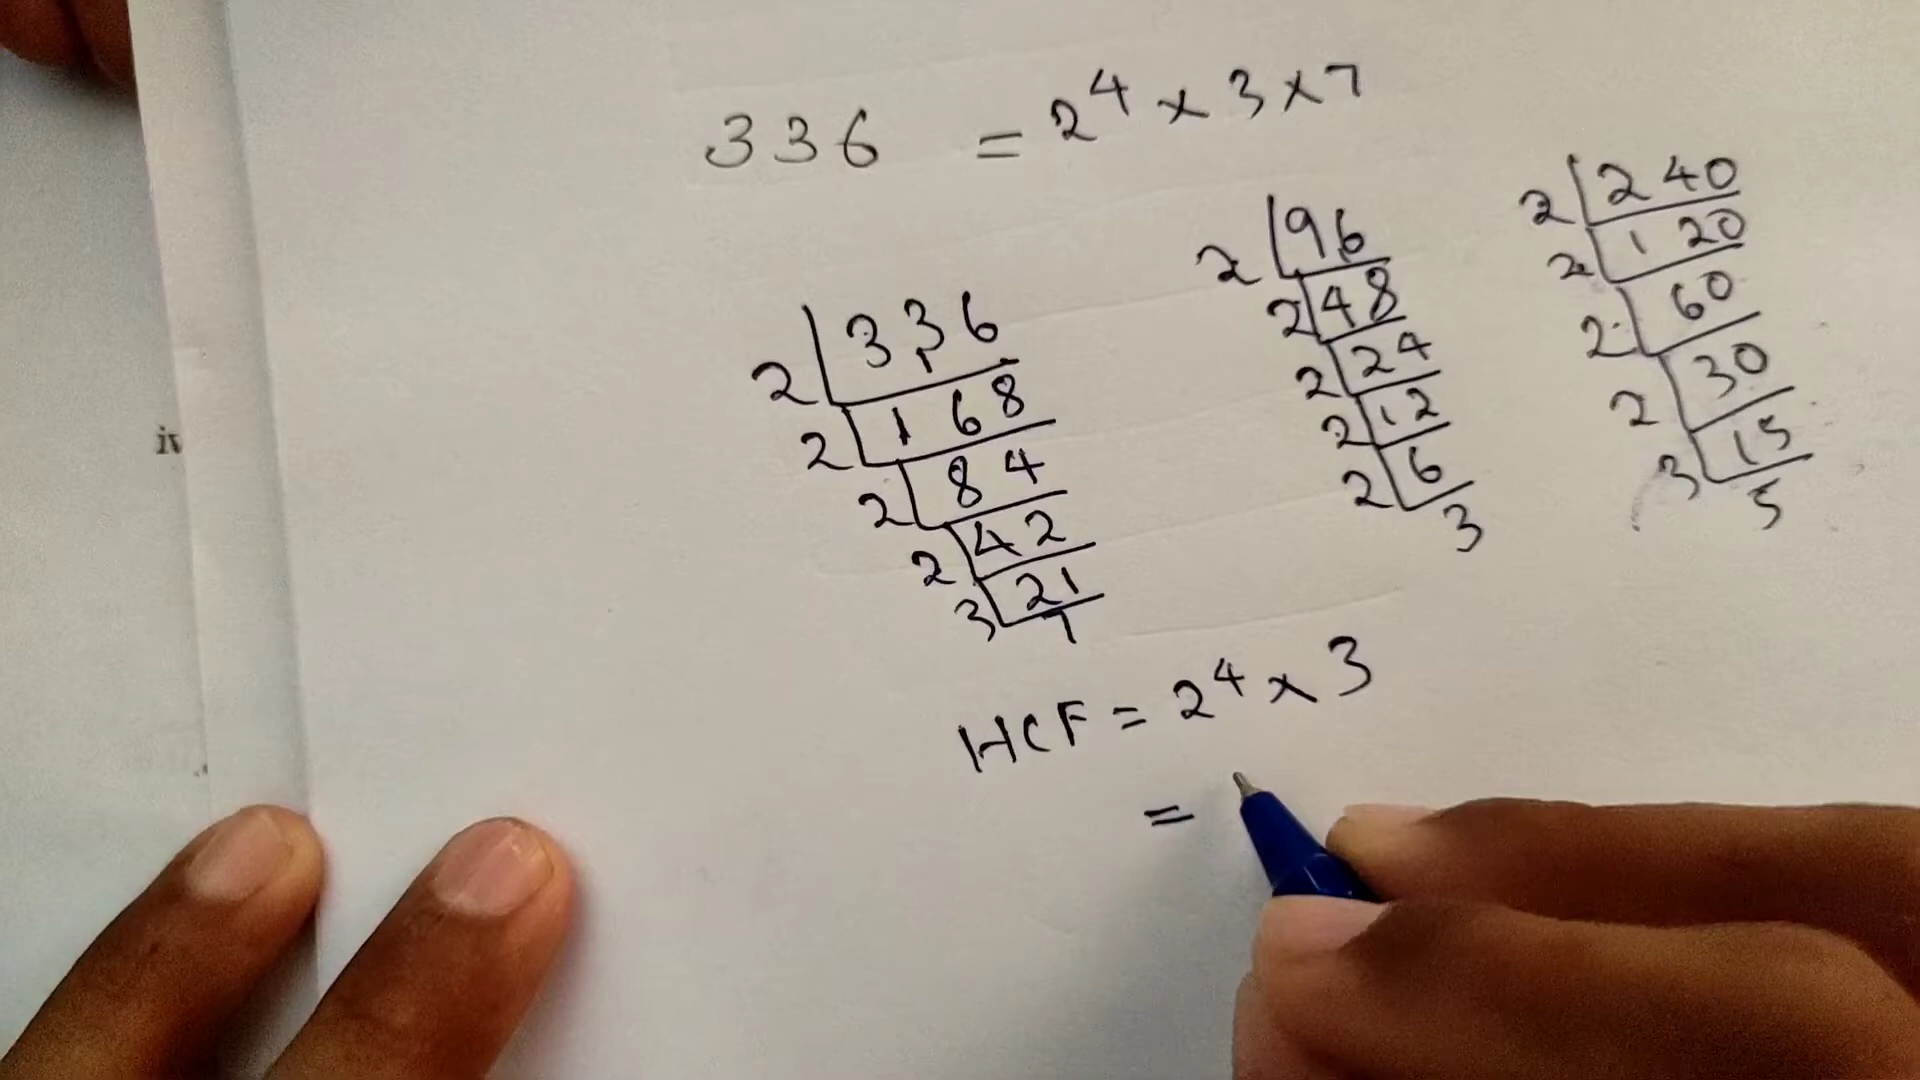 336 = 2⁴ × 3 × 7
2 | 336
2 | 168
2 | 84
2 | 42
3 | 21
7
2 | 96
2 | 48
2 | 24
2 | 12
2 | 6
3
2 | 240
2 | 120
2 | 60
2 | 30
3 | 15
5
HCF = 2⁴ × 3
=
iv